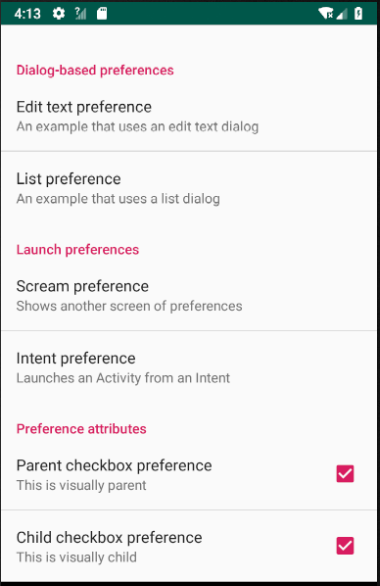 4:13
Dialog-based preferences
Edit text preference
An example that uses an edit text dialog
List preference
An example that uses a list dialog
Launch preferences
Scream preference
Shows another screen of preferences
Intent preference
Launches an Activity from an Intent
Preference attributes
Parent checkbox preference
This is visually parent
Child checkbox preference
This is visually child